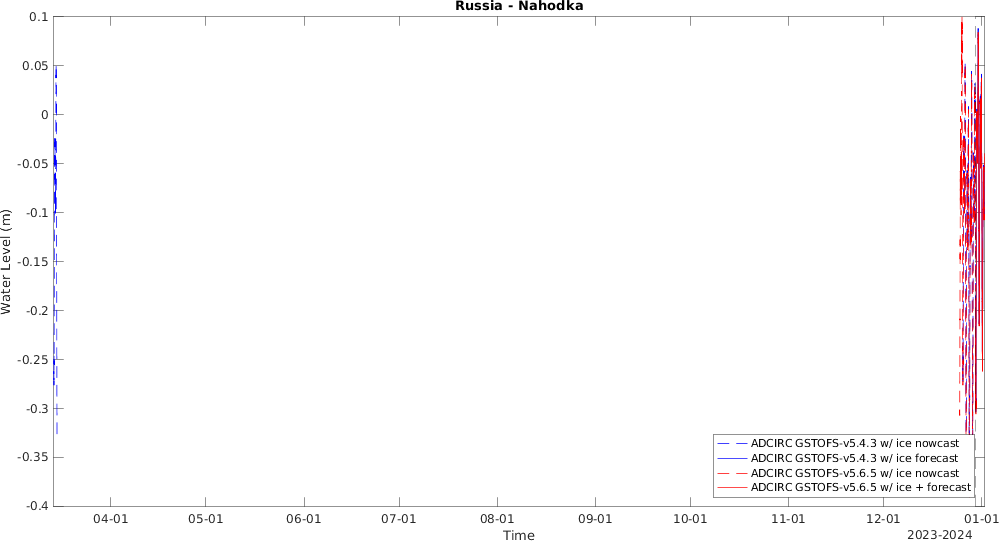 Russia - Nahodka
0.1
0.05
0
-0.05
-0.1
-0.15
-0.2
-0.25
-0.3
-0.35
-0.4
Water Level (m)
ADCIRC GSTOFS-v5.4.3 w/ ice nowcast
ADCIRC GSTOFS-v5.4.3 w/ ice forecast
ADCIRC GSTOFS-v5.6.5 w/ ice nowcast
ADCIRC GSTOFS-v5.6.5 w/ ice + forecast
04-01 05-01 06-01 07-01 08-01 09-01 10-01 11-01 12-01 01-01
Time
2023-2024